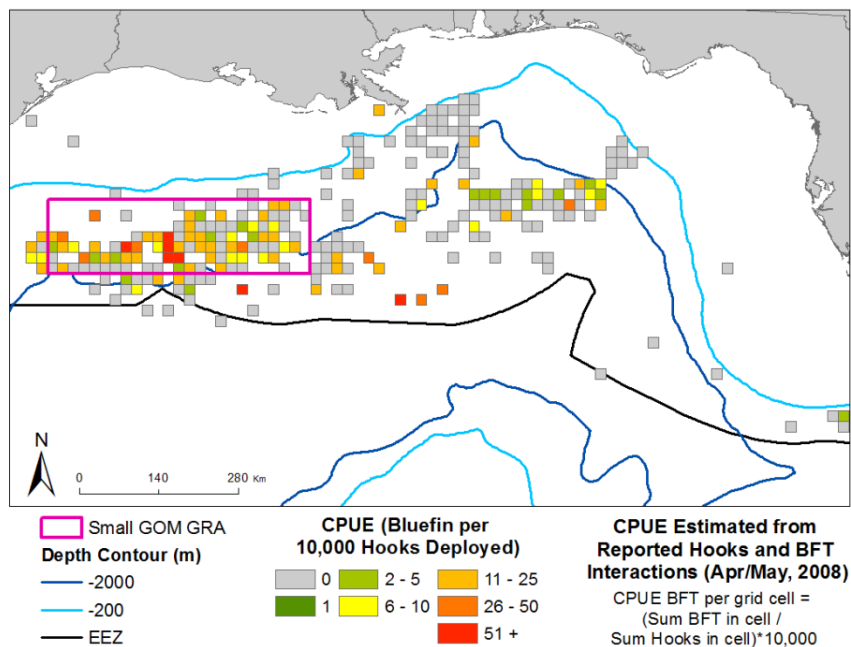 N
0 140 280 Km
Small GOM GRA
Depth Contour (m)
-2000
-200
EEZ
CPUE (Bluefin per
10,000 Hooks Deployed)
0 2 - 5 11 - 25
1 6 - 10 26 - 50
51 +
CPUE Estimated from
Reported Hooks and BFT
Interactions (Apr/May, 2008)
CPUE BFT per grid cell =
(Sum BFT in cell /
Sum Hooks in cell)*10,000